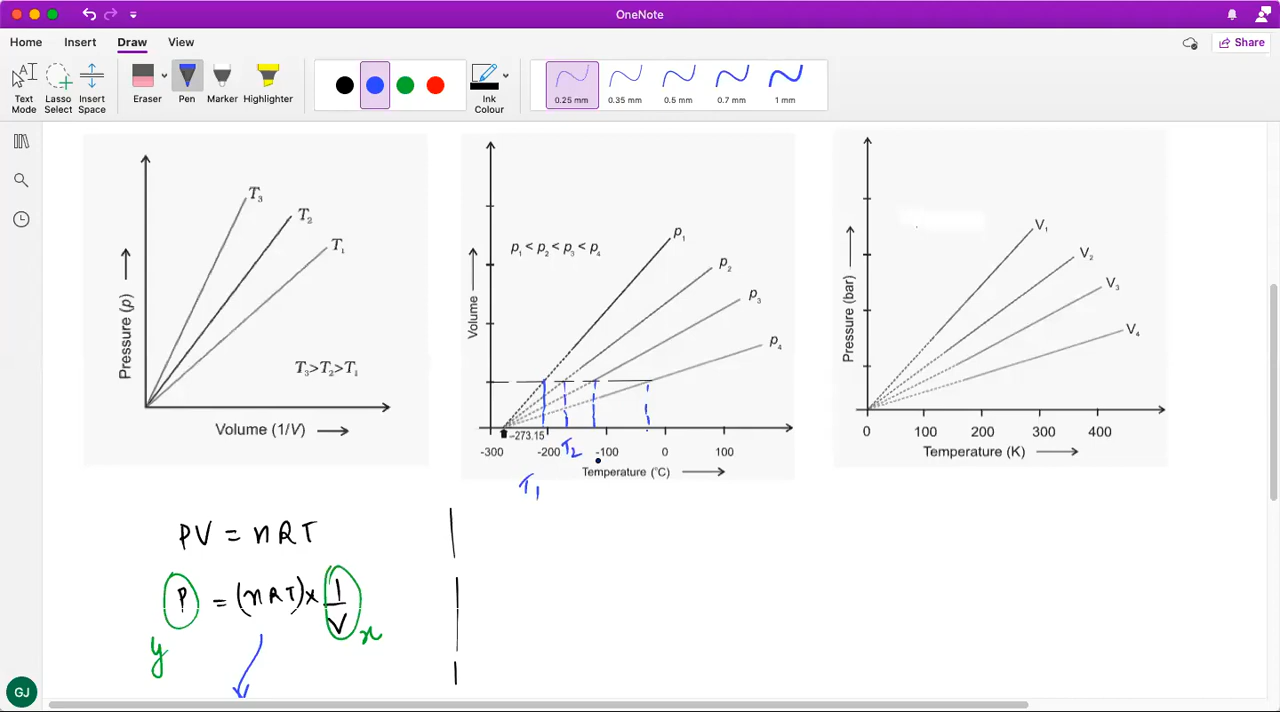 OneNote
Home Insert Draw View Share
Text Mode
Lasso Select
Insert Space
Eraser
Pen
Marker
Highlighter
Ink Colour
0.25 mm
0.35 mm
0.5 mm
0.7 mm
1 mm
Pressure (p)
T₃
T₂
T₁
T₃>T₂>T₁
Volume (1/V)
Volume
p₁ < p₂ < p₃ < p₄
p₁
p₂
p₃
p₄
−273.15
-300 -200 -100 0 100
Temperature (°C)
T₂
T₁
Pressure (bar)
V₁
V₂
V₃
V₄
0 100 200 300 400
Temperature (K)
PV = nRT
P = (nRT)× 1/V
y
x
GJ